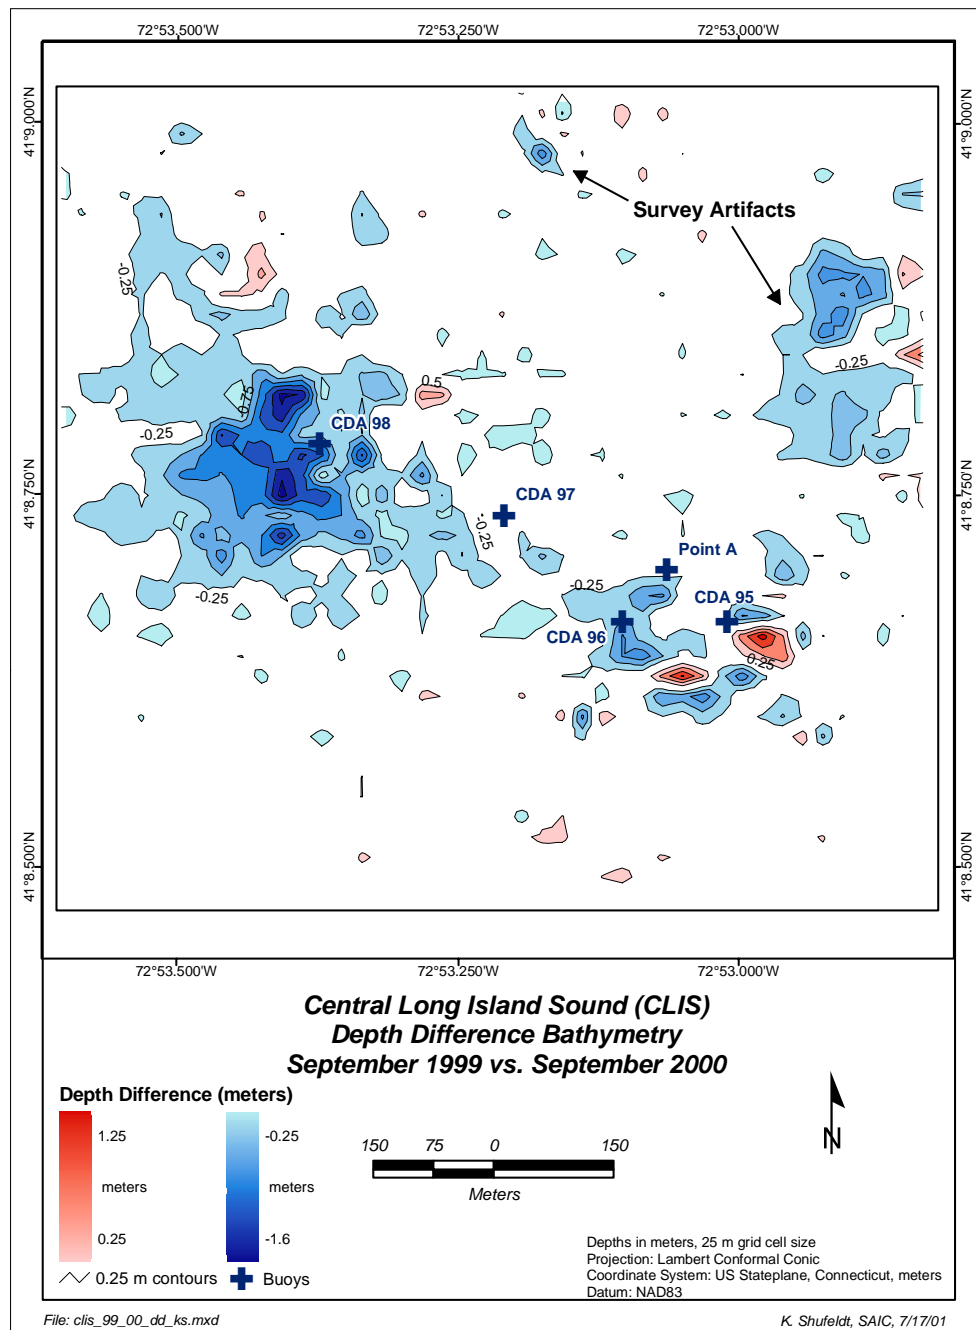 72°53.500'W 72°53.250'W 72°53.000'W
41°9.000'N
41°9.000'N
Survey Artifacts
-0.25
-0.25
0.5
-0.75
CDA 98
-0.25
CDA 97
41°8.750'N
41°8.750'N
-0.25
Point A
-0.25
-0.25
CDA 95
CDA 96
0.25
41°8.500'N
41°8.500'N
72°53.500'W 72°53.250'W 72°53.000'W
Central Long Island Sound (CLIS)
Depth Difference Bathymetry
September 1999 vs. September 2000
Depth Difference (meters)
1.25 -0.25
meters meters
0.25 -1.6
0.25 m contours Buoys
150 75 0 150
Meters
N
Depths in meters, 25 m grid cell size
Projection: Lambert Conformal Conic
Coordinate System: US Stateplane, Connecticut, meters
Datum: NAD83
File: clis_99_00_dd_ks.mxd K. Shufeldt, SAIC, 7/17/01